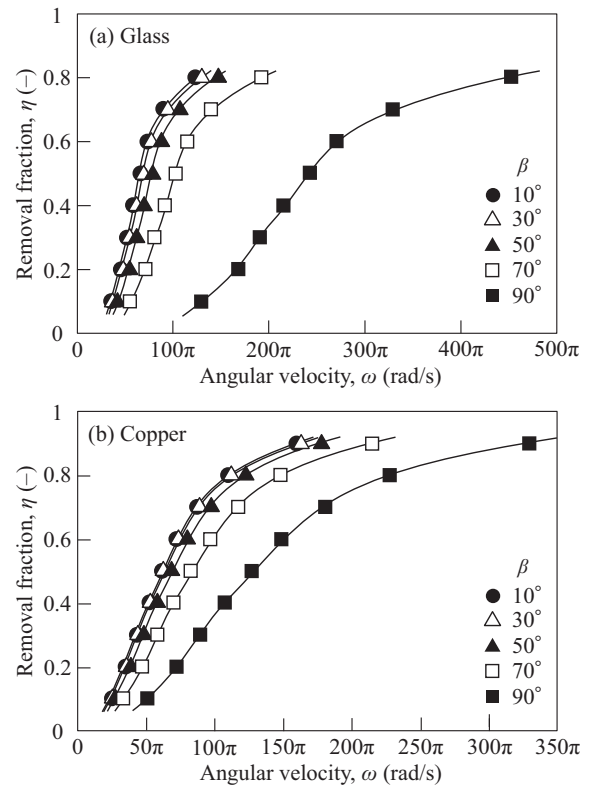 1
(a) Glass
0.8
0.6
0.4
0.2
0
Removal fraction, η (–)
β
10°
30°
50°
70°
90°
0 100π 200π 300π 400π 500π
Angular velocity, ω (rad/s)
1
(b) Copper
0.8
0.6
0.4
0.2
0
Removal fraction, η (–)
β
10°
30°
50°
70°
90°
0 50π 100π 150π 200π 250π 300π 350π
Angular velocity, ω (rad/s)